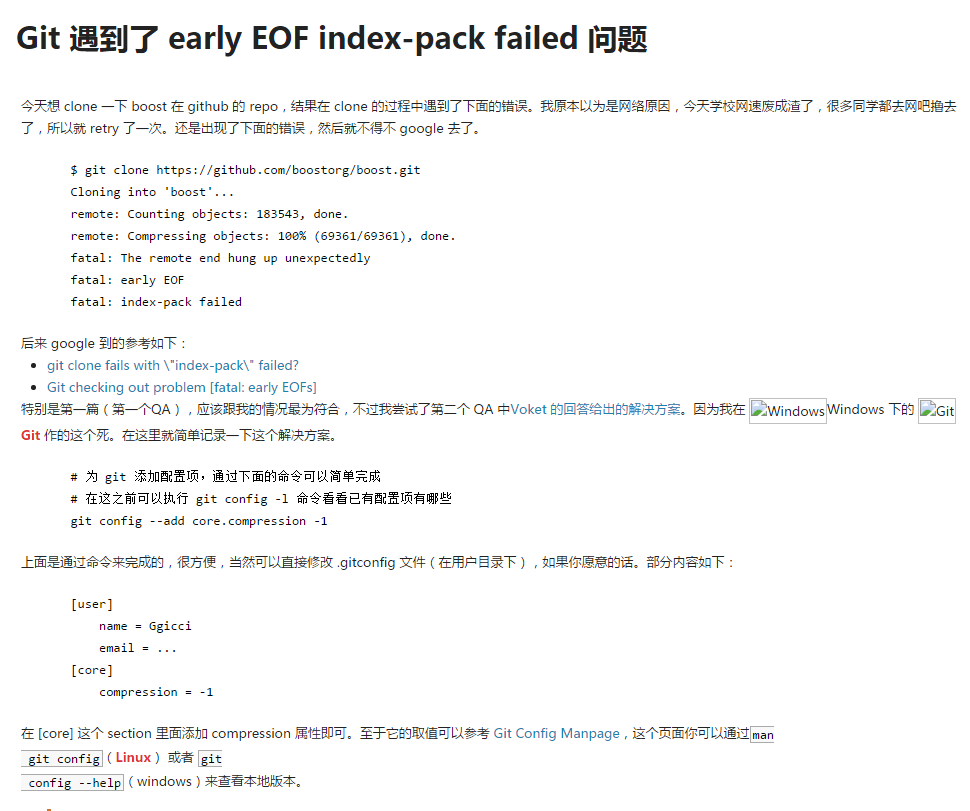 Git 遇到了 early EOF index-pack failed 问题
今天想 clone 一下 boost 在 github 的 repo，结果在 clone 的过程中遇到了下面的错误。我原本以为是网络原因，今天学校网速废成渣了，很多同学都去网吧撸去
了，所以就 retry 了一次。还是出现了下面的错误，然后就不得不 google 去了。
$ git clone https://github.com/boostorg/boost.git
Cloning into 'boost'...
remote: Counting objects: 183543, done.
remote: Compressing objects: 100% (69361/69361), done.
fatal: The remote end hung up unexpectedly
fatal: early EOF
fatal: index-pack failed
后来 google 到的参考如下：
git clone fails with \"index-pack\" failed?
Git checking out problem [fatal: early EOFs]
特别是第一篇（第一个QA），应该跟我的情况最为符合，不过我尝试了第二个 QA 中Voket 的回答给出的解决方案。因为我在 WindowsWindows 下的 Git
Git 作的这个死。在这里就简单记录一下这个解决方案。
# 为 git 添加配置项，通过下面的命令可以简单完成
# 在这之前可以执行 git config -l 命令看看已有配置项有哪些
git config --add core.compression -1
上面是通过命令来完成的，很方便，当然可以直接修改 .gitconfig 文件（在用户目录下），如果你愿意的话。部分内容如下：
[user]
name = Ggicci
email = ...
[core]
compression = -1
在 [core] 这个 section 里面添加 compression 属性即可。至于它的取值可以参考 Git Config Manpage，这个页面你可以通过man
git config（Linux）或者 git
config --help（windows）来查看本地版本。